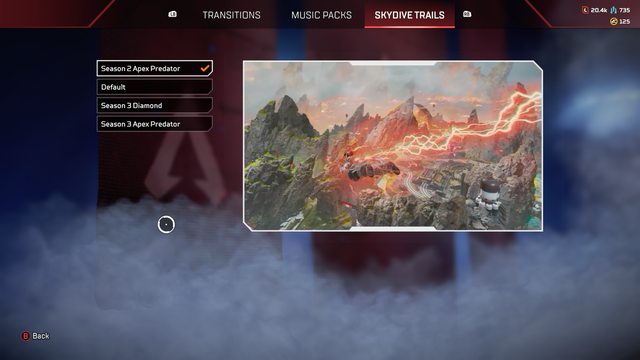 TRANSITIONS MUSIC PACKS SKYDIVE TRAILS
20.4k 735
125
Season 2 Apex Predator
Default
Season 3 Diamond
Season 3 Apex Predator
B Back